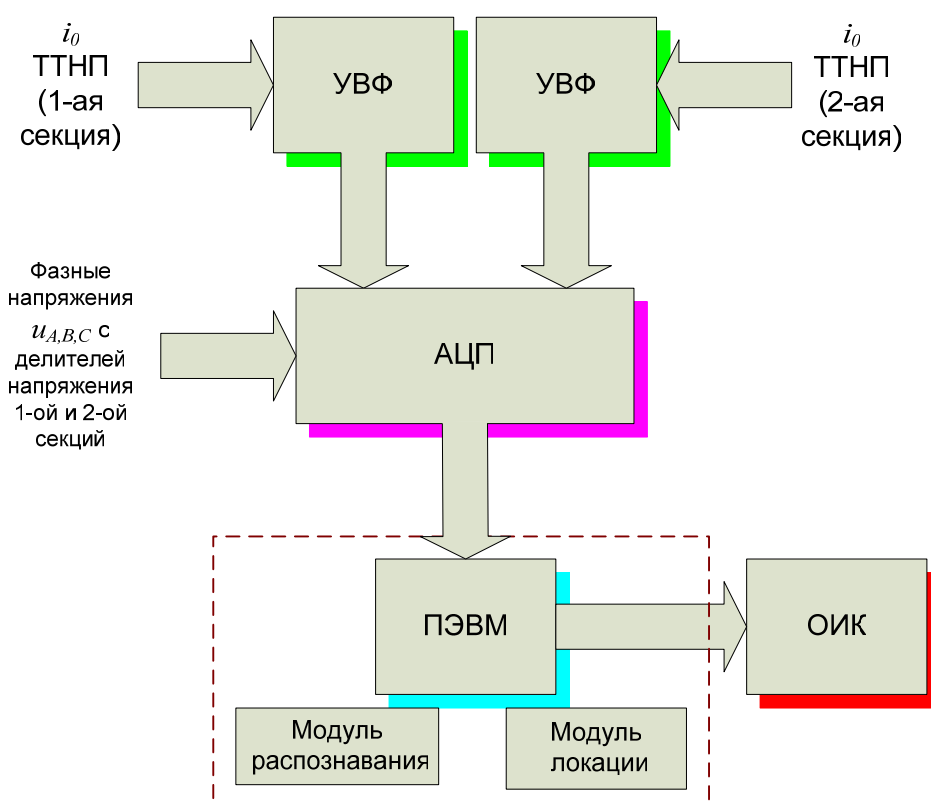 i0
ТТНП
(1-ая
секция)
УВФ
УВФ
i0
ТТНП
(2-ая
секция)
Фазные
напряжения
uA,B,C с
делителей
напряжения
1-ой и 2-ой
секций
АЦП
ПЭВМ
ОИК
Модуль
распознавания
Модуль
локации